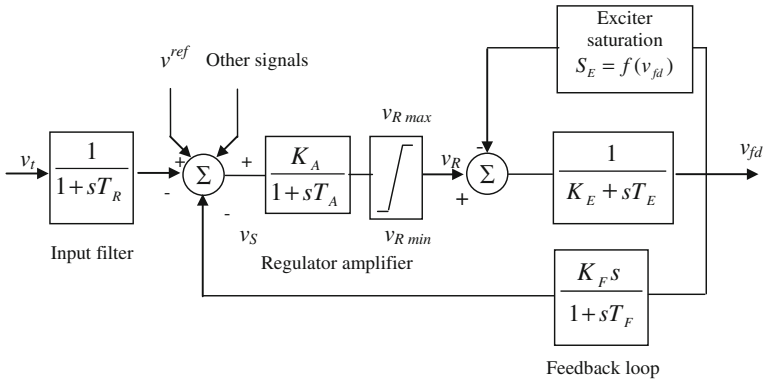 Exciter
saturation
S_E = f(v_fd)
v^ref Other signals
v_R max
v_t
1
1 + sT_R
+
-
Σ
+
-
K_A
1 + sT_A
v_R
-
+
Σ
1
K_E + sT_E
v_fd
v_S
v_R min
Input filter
Regulator amplifier
K_F s
1 + sT_F
Feedback loop